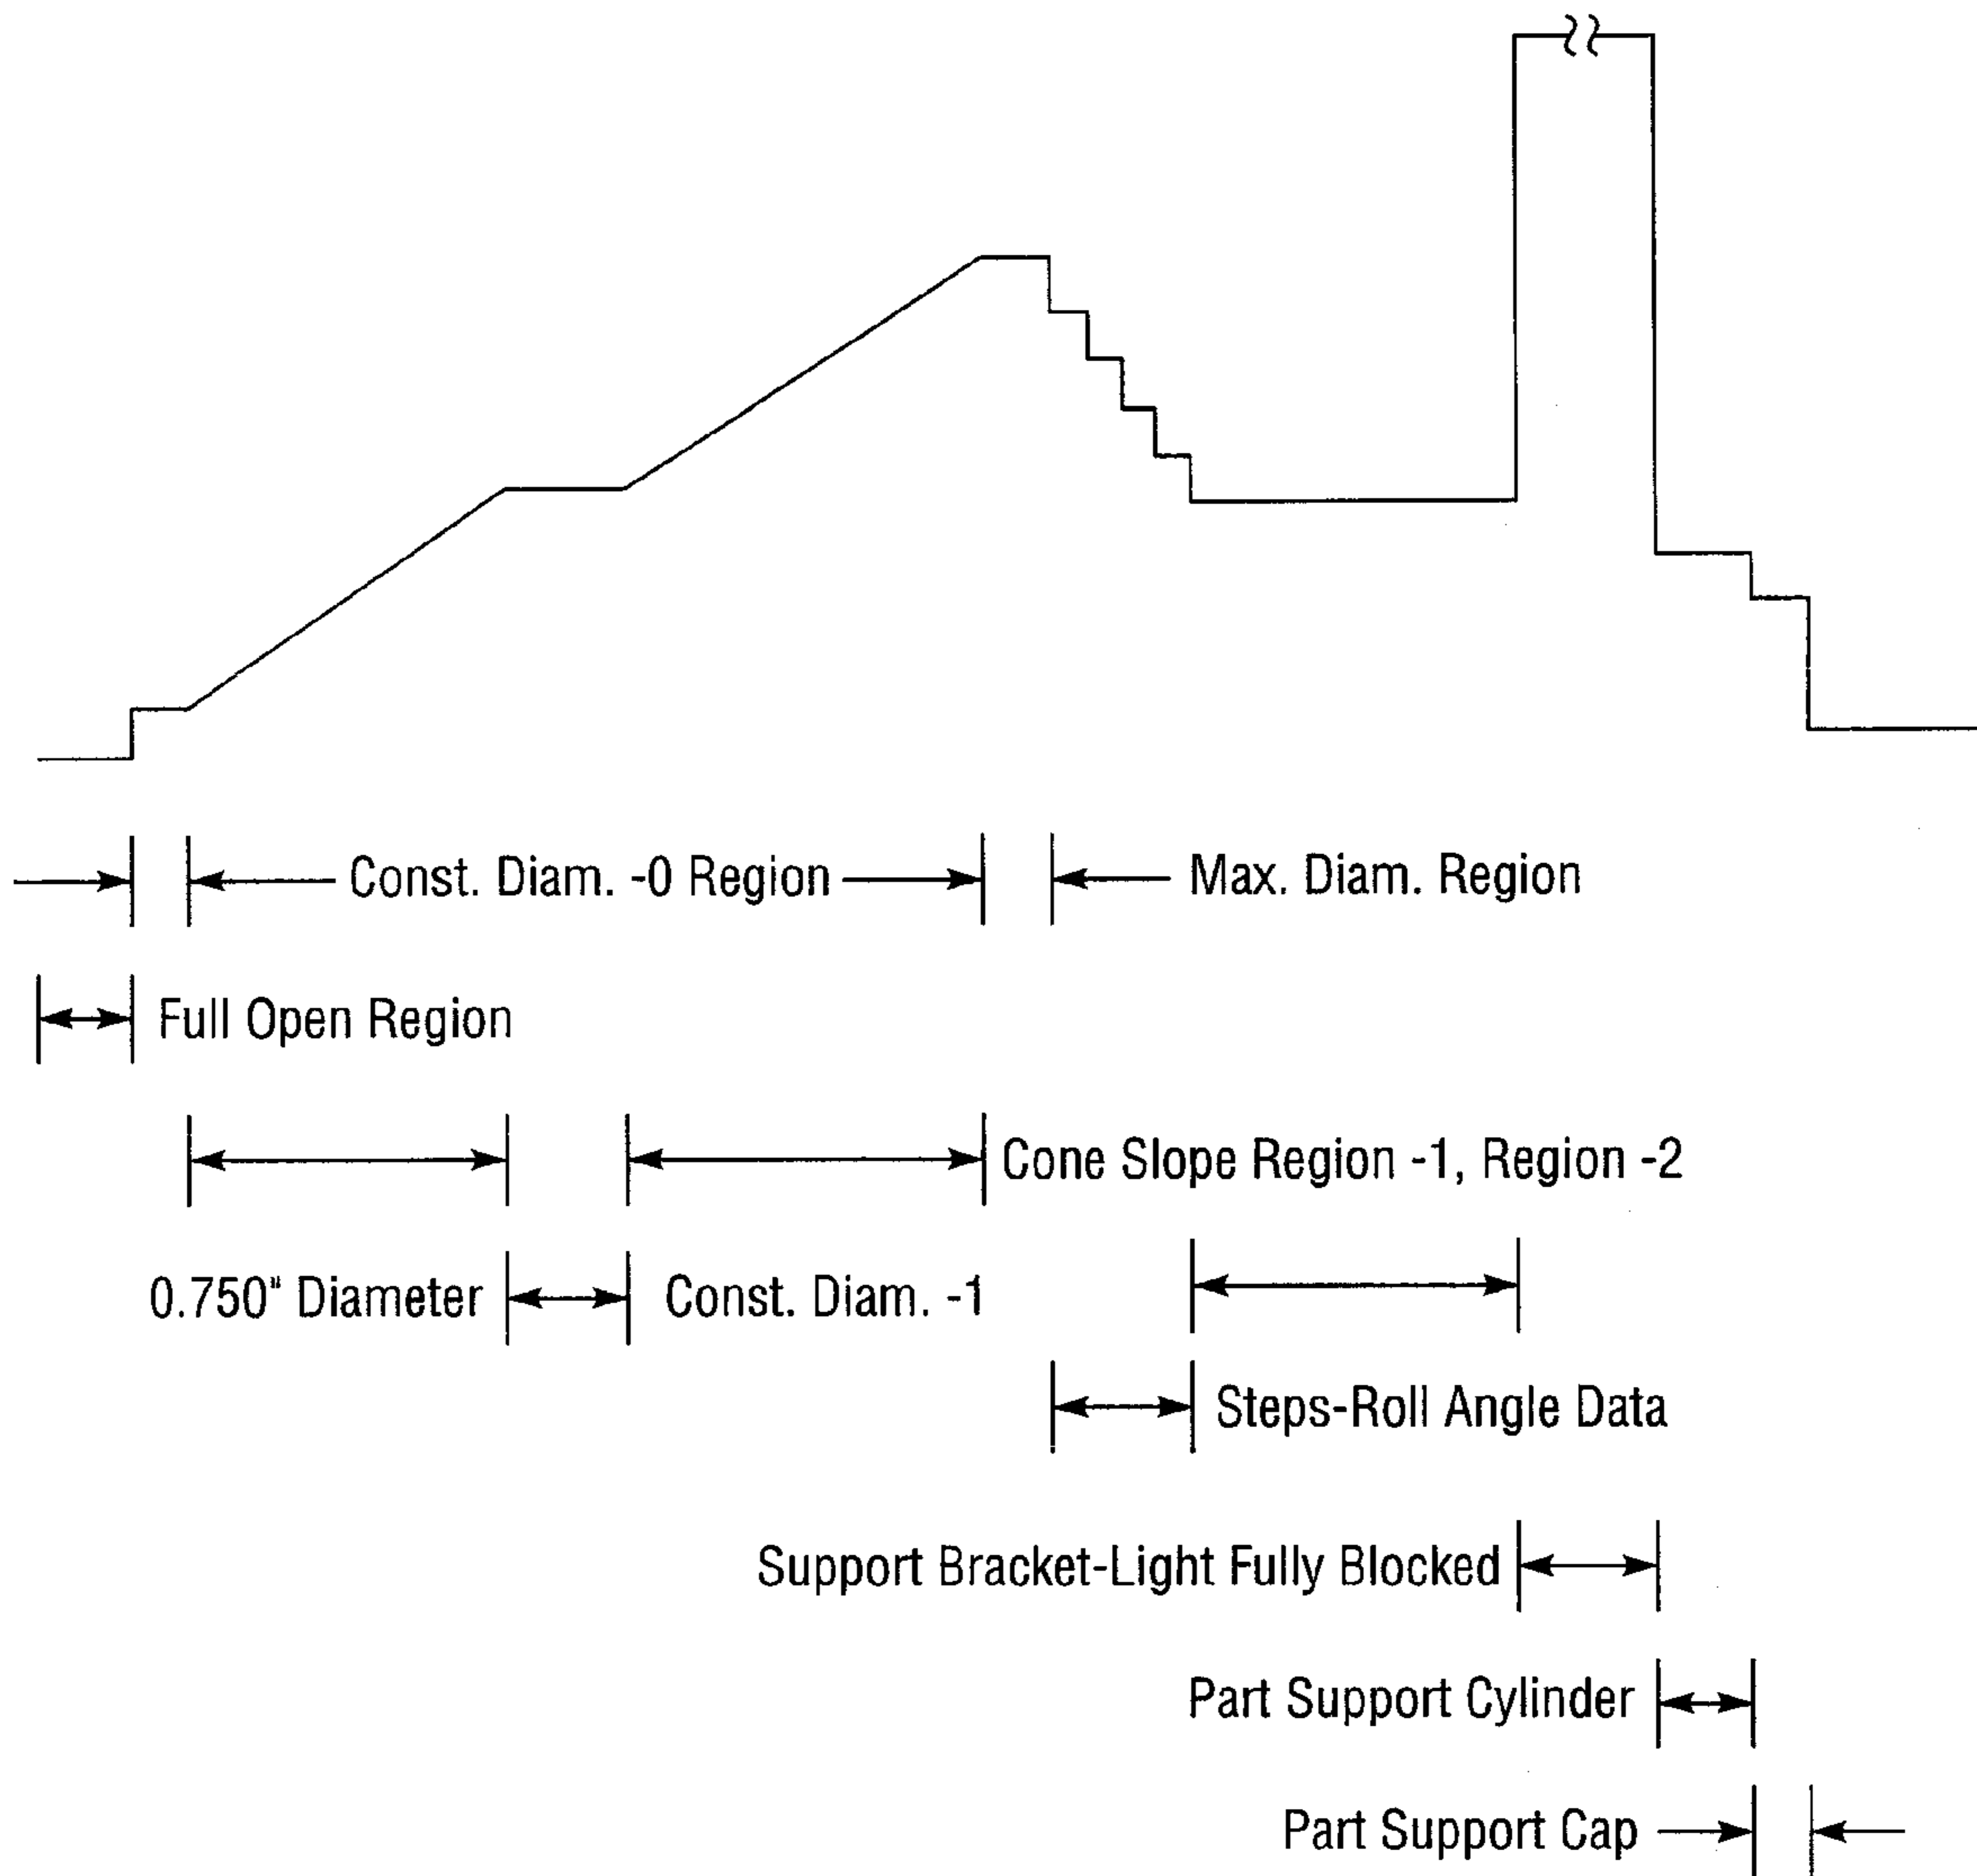 Const. Diam. -0 Region
Max. Diam. Region
Full Open Region
Cone Slope Region -1, Region -2
0.750" Diameter
Const. Diam. -1
Steps-Roll Angle Data
Support Bracket-Light Fully Blocked
Part Support Cylinder
Part Support Cap